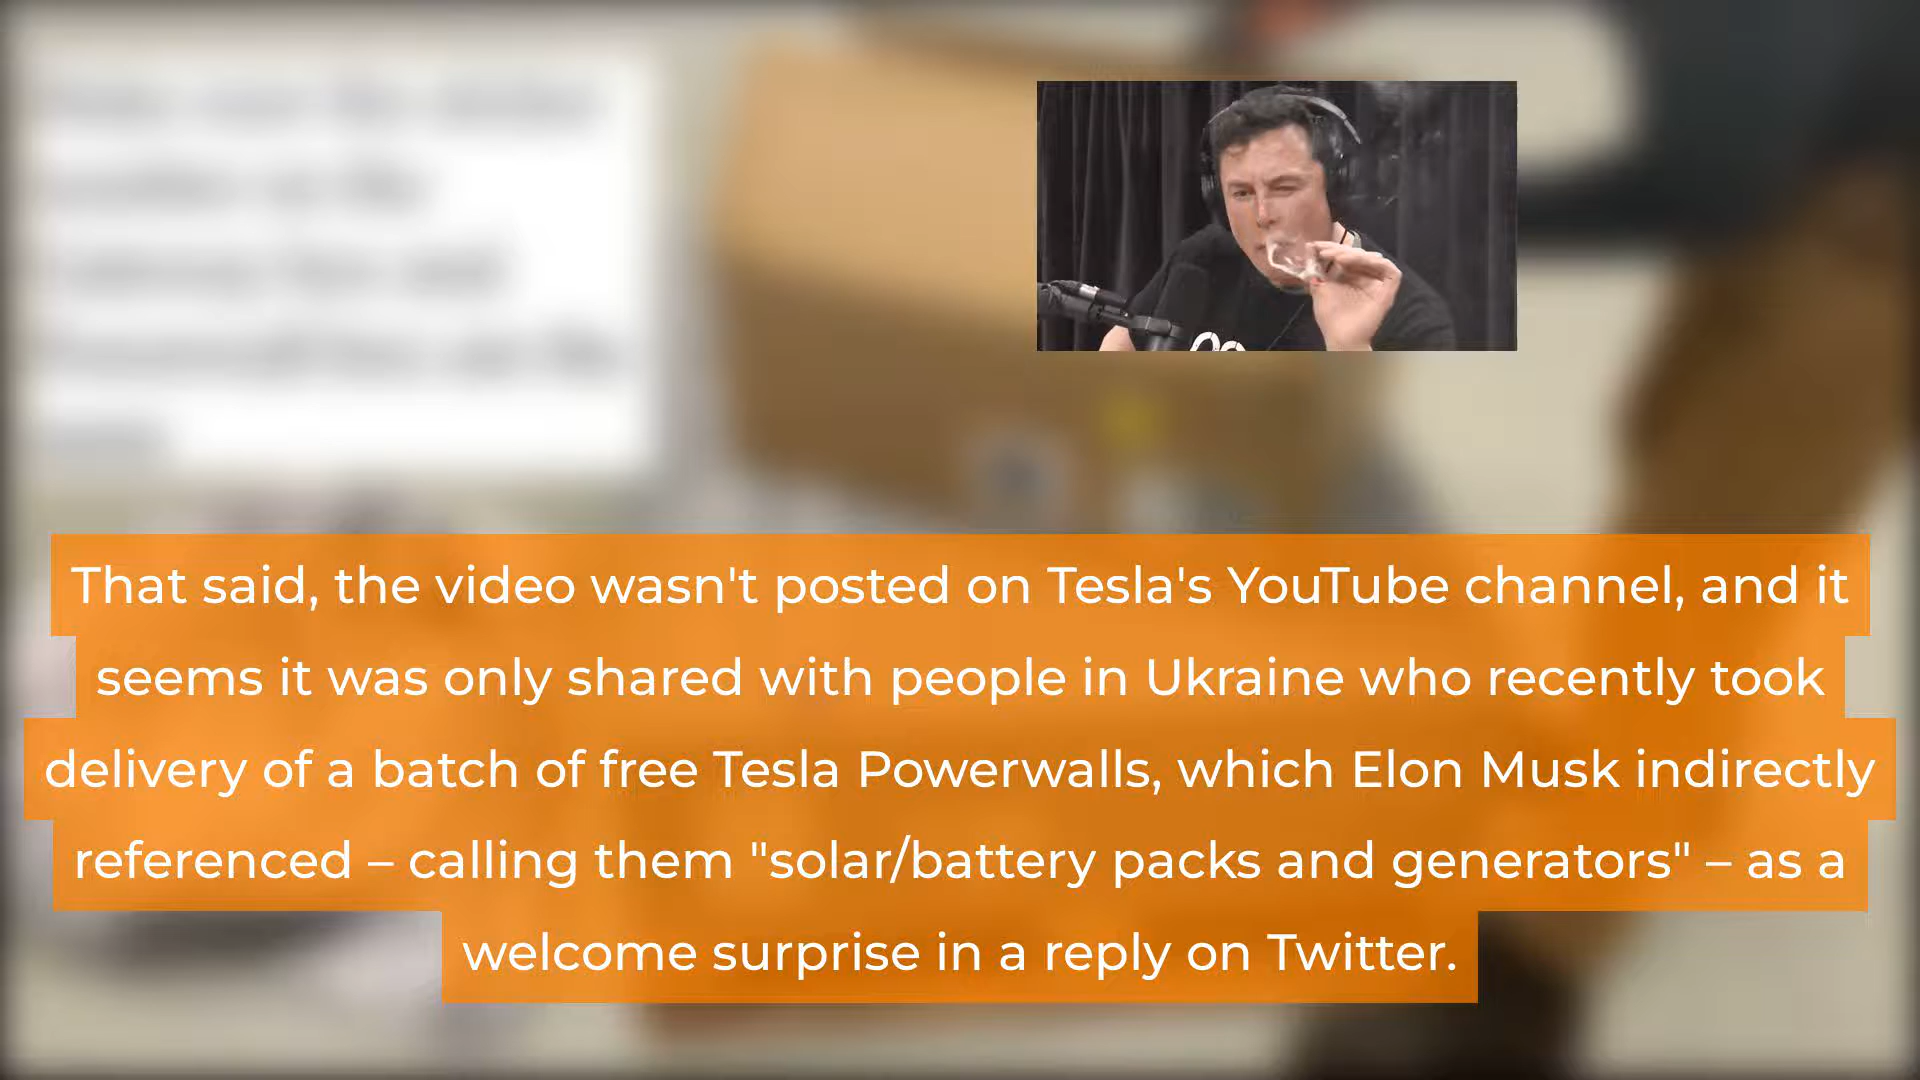 That said, the video wasn't posted on Tesla's YouTube channel, and it
seems it was only shared with people in Ukraine who recently took
delivery of a batch of free Tesla Powerwalls, which Elon Musk indirectly
referenced – calling them "solar/battery packs and generators" – as a
welcome surprise in a reply on Twitter.